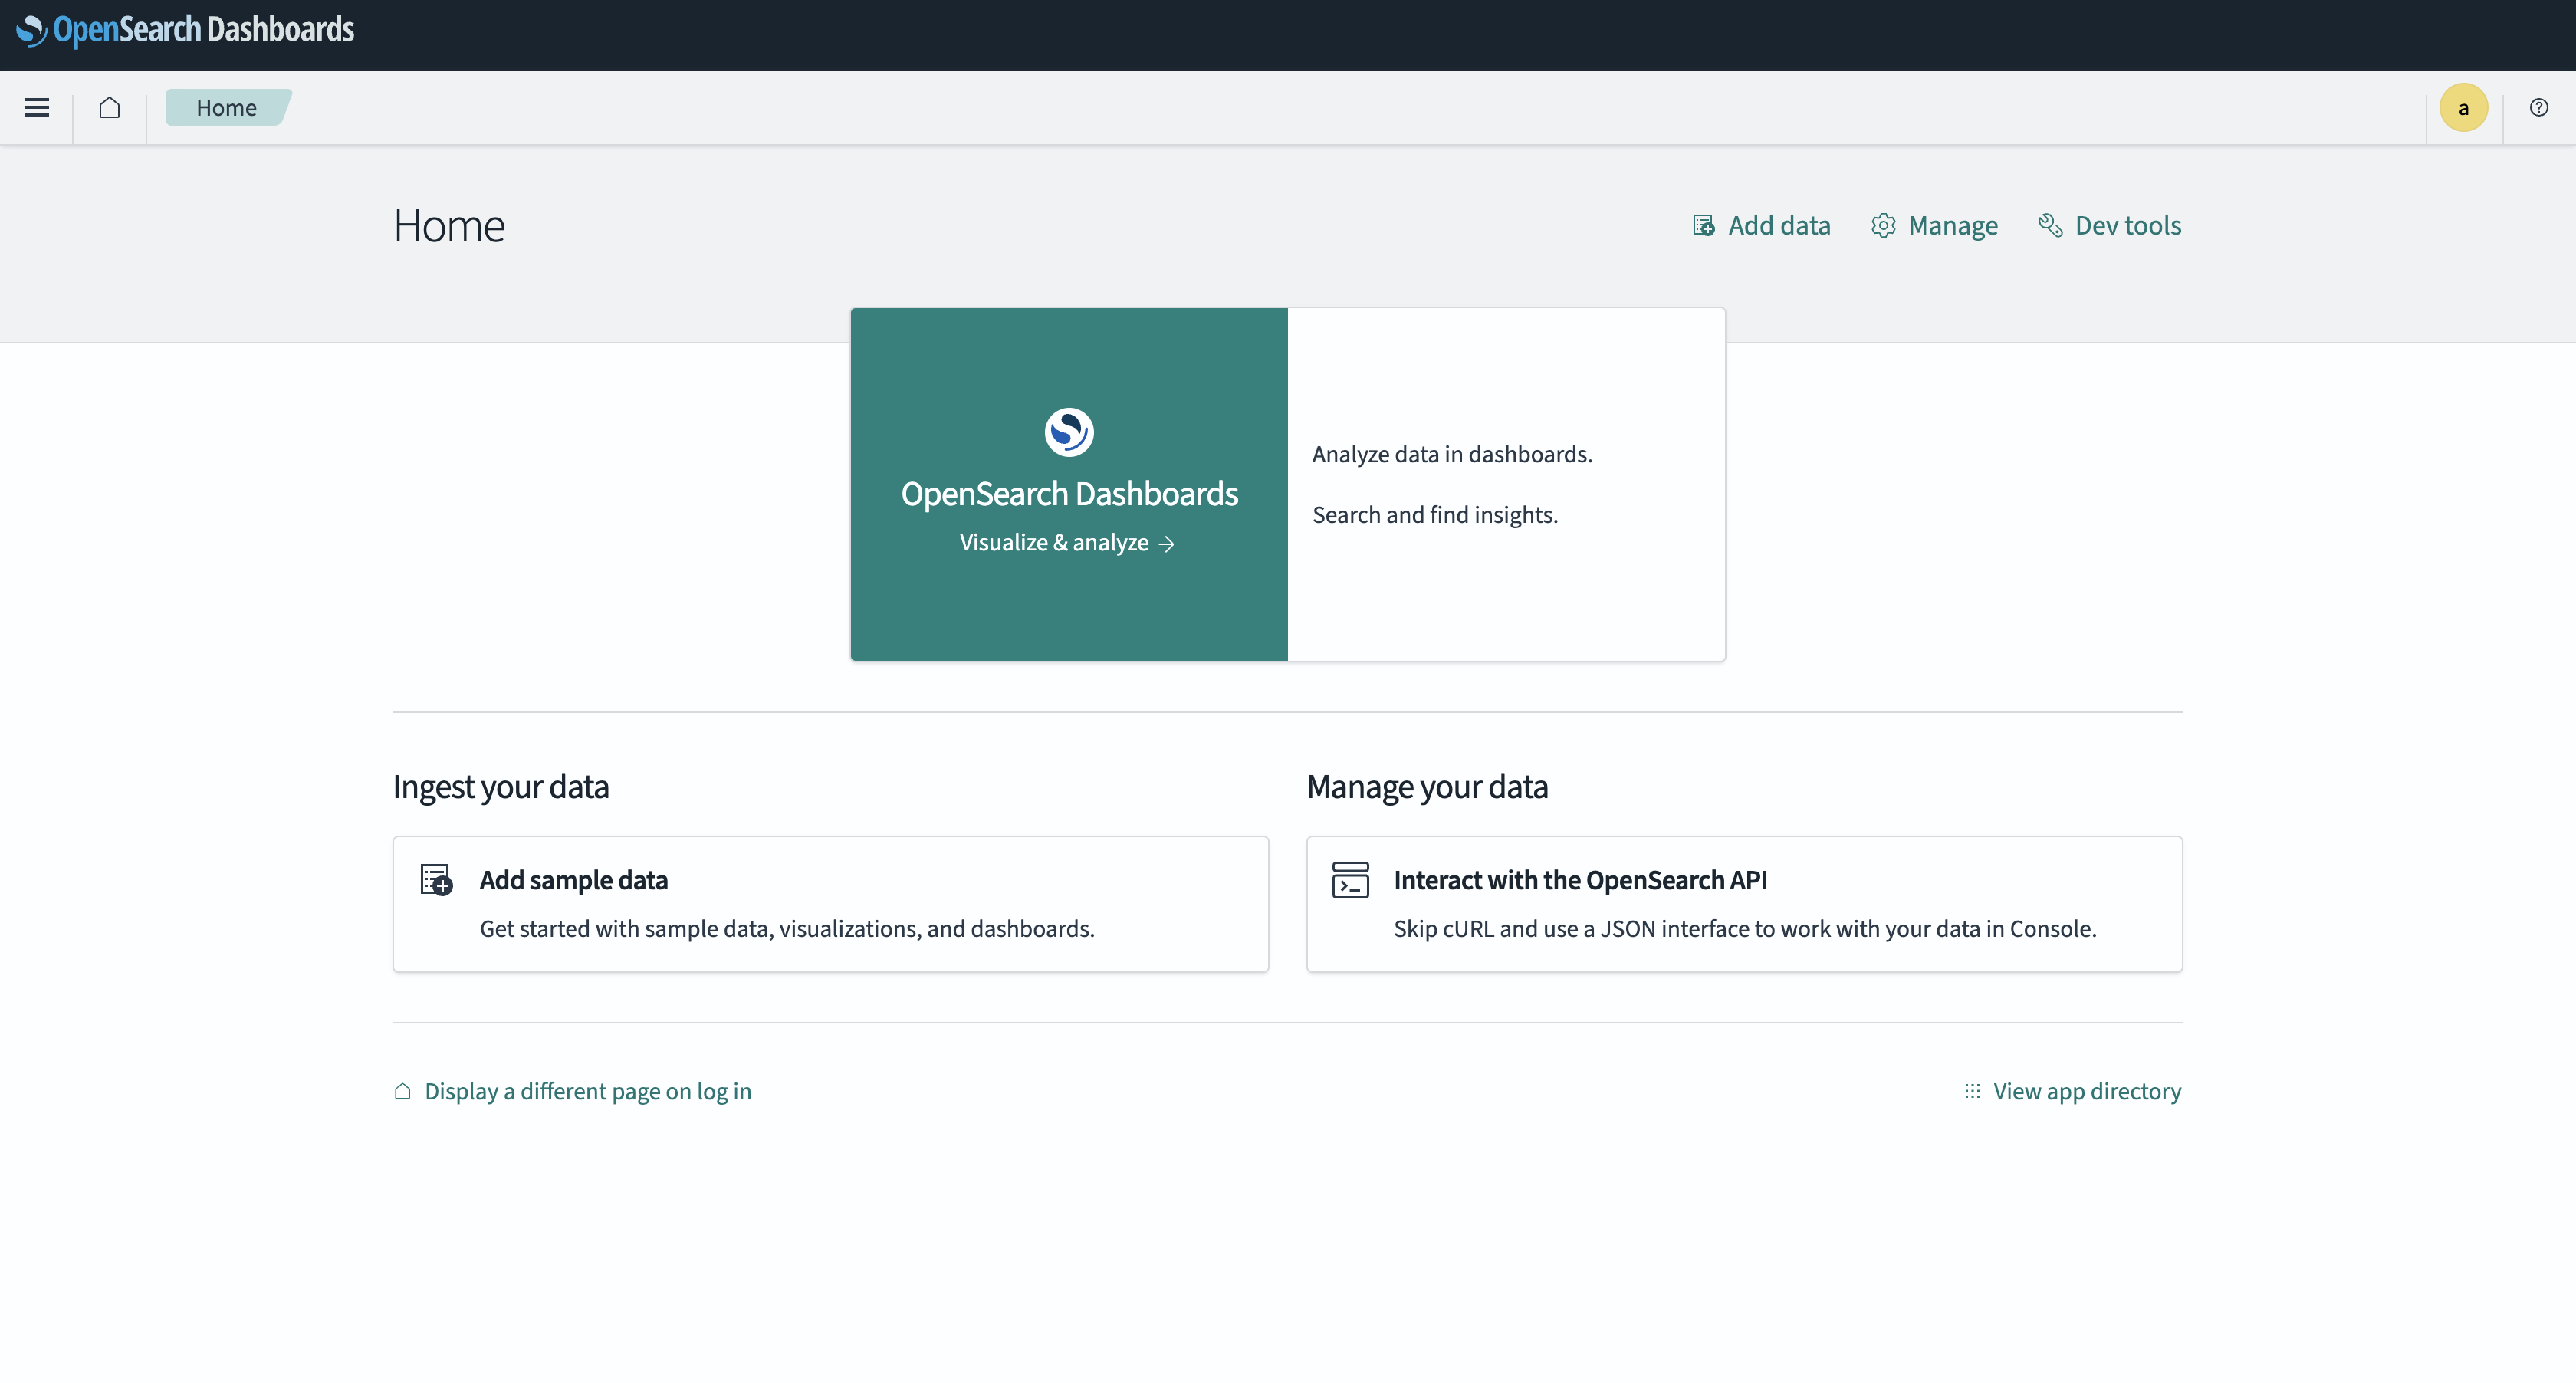 OpenSearch Dashboards
Home
a
Home
Add data
Manage
Dev tools
OpenSearch Dashboards
Visualize & analyze →
Analyze data in dashboards.
Search and find insights.
Ingest your data
Manage your data
Add sample data
Get started with sample data, visualizations, and dashboards.
Interact with the OpenSearch API
Skip cURL and use a JSON interface to work with your data in Console.
Display a different page on log in
View app directory